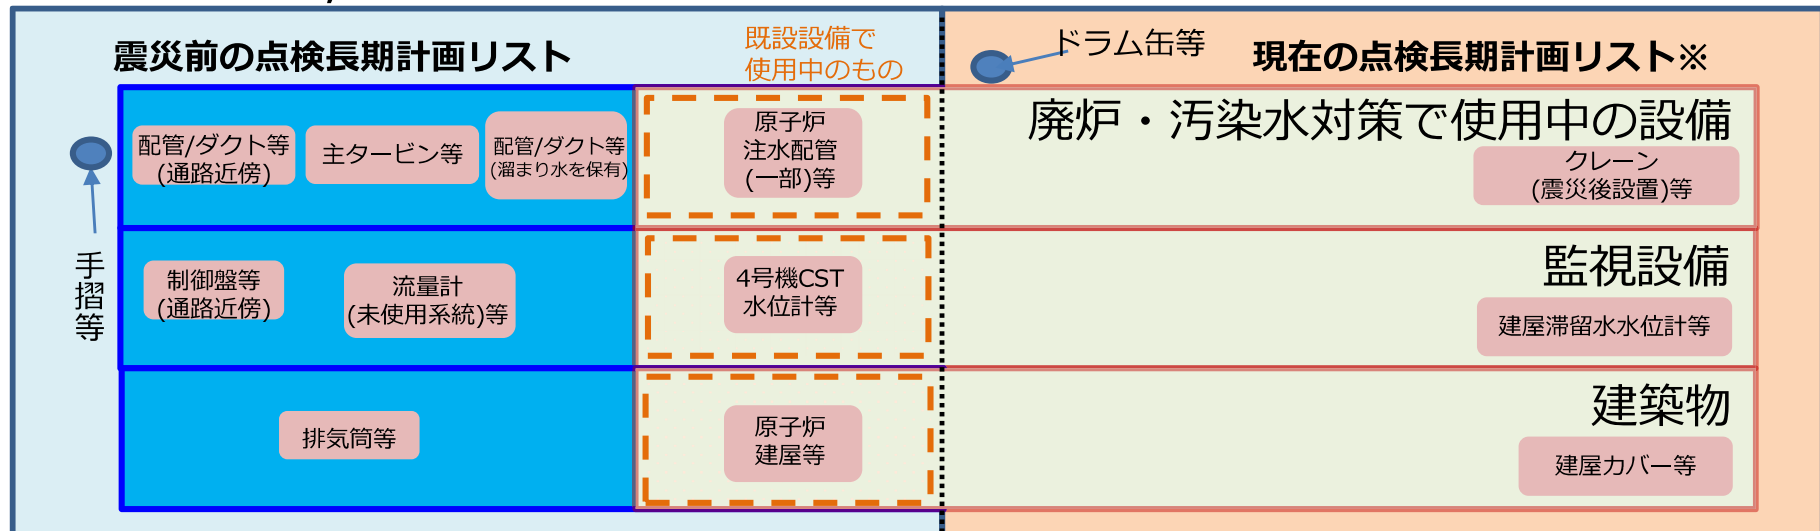 震災前の点検長期計画リスト
既設設備で
使用中のもの
ドラム缶等
現在の点検長期計画リスト※
配管/ダクト等
(通路近傍)
主タービン等
配管/ダクト等
(溜まり水を保有)
原子炉
注水配管
(一部)等
廃炉・汚染水対策で使用中の設備
クレーン
(震災後設置)等
手摺等
制御盤等
(通路近傍)
流量計
(未使用系統)等
4号機CST
水位計等
監視設備
建屋滞留水水位計等
排気筒等
原子炉
建屋等
建築物
建屋カバー等